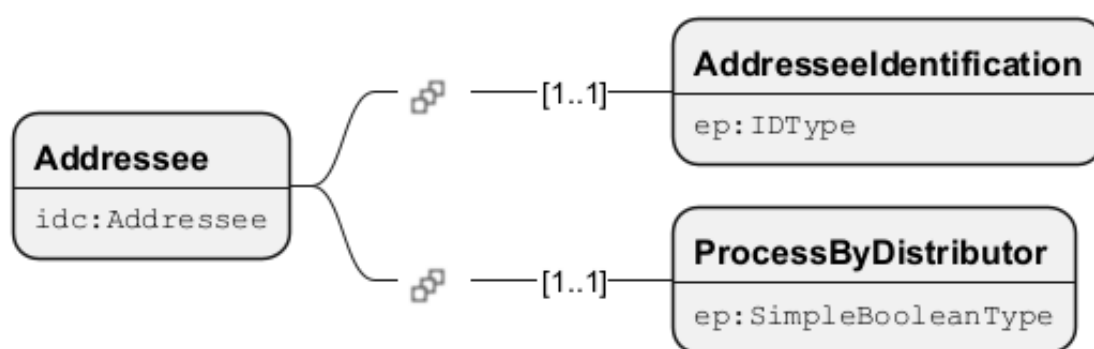 AddresseeIdentification
[1..1]
ep:IDType
Addressee
idc:Addressee
ProcessByDistributor
[1..1]
ep:SimpleBooleanType